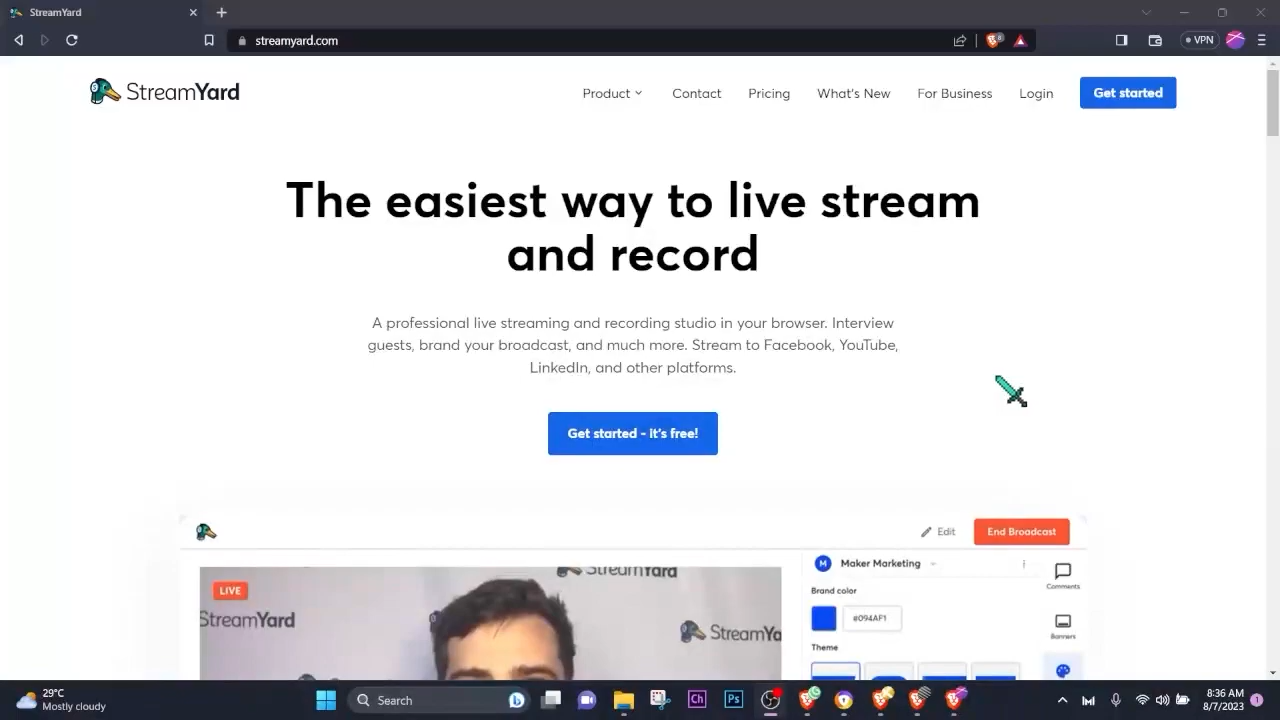 StreamYard
streamyard.com
VPN
StreamYard
Product
Contact
Pricing
What's New
For Business
Login
Get started
The easiest way to live stream
and record
A professional live streaming and recording studio in your browser. Interview
guests, brand your broadcast, and much more. Stream to Facebook, YouTube,
LinkedIn, and other platforms.
Get started - it's free!
Edit
End Broadcast
LIVE
StreamYard
StreamYard
StreamYa
M
Maker Marketing
Brand color
#094AF1
Theme
Comments
Banners
29°C
Mostly cloudy
Search
Ch
Ps
8:36 AM
8/7/2023
1